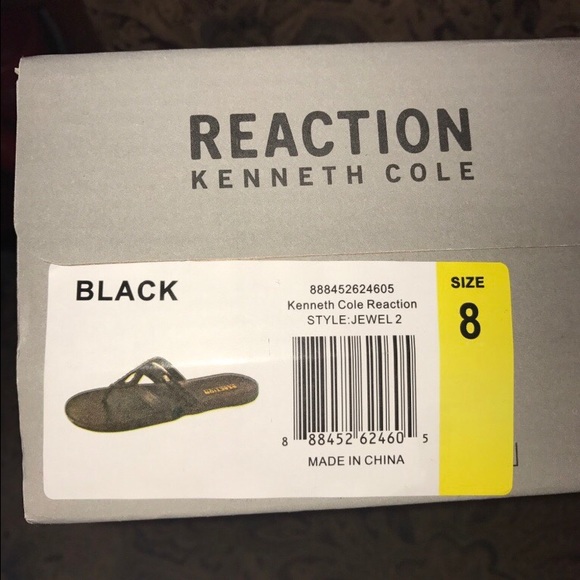 REACTION
KENNETH COLE
BLACK
888452624605
Kenneth Cole Reaction
STYLE:JEWEL 2
8 88452 62460 5
MADE IN CHINA
SIZE
8